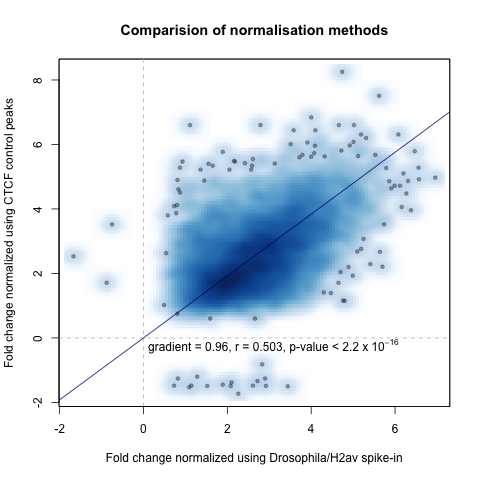 Comparision of normalisation methods
Fold change normalized using CTCF control peaks
8
6
4
2
0
-2
gradient = 0.96, r = 0.503, p-value < 2.2 x 10⁻¹⁶
-2 0 2 4 6
Fold change normalized using Drosophila/H2av spike-in